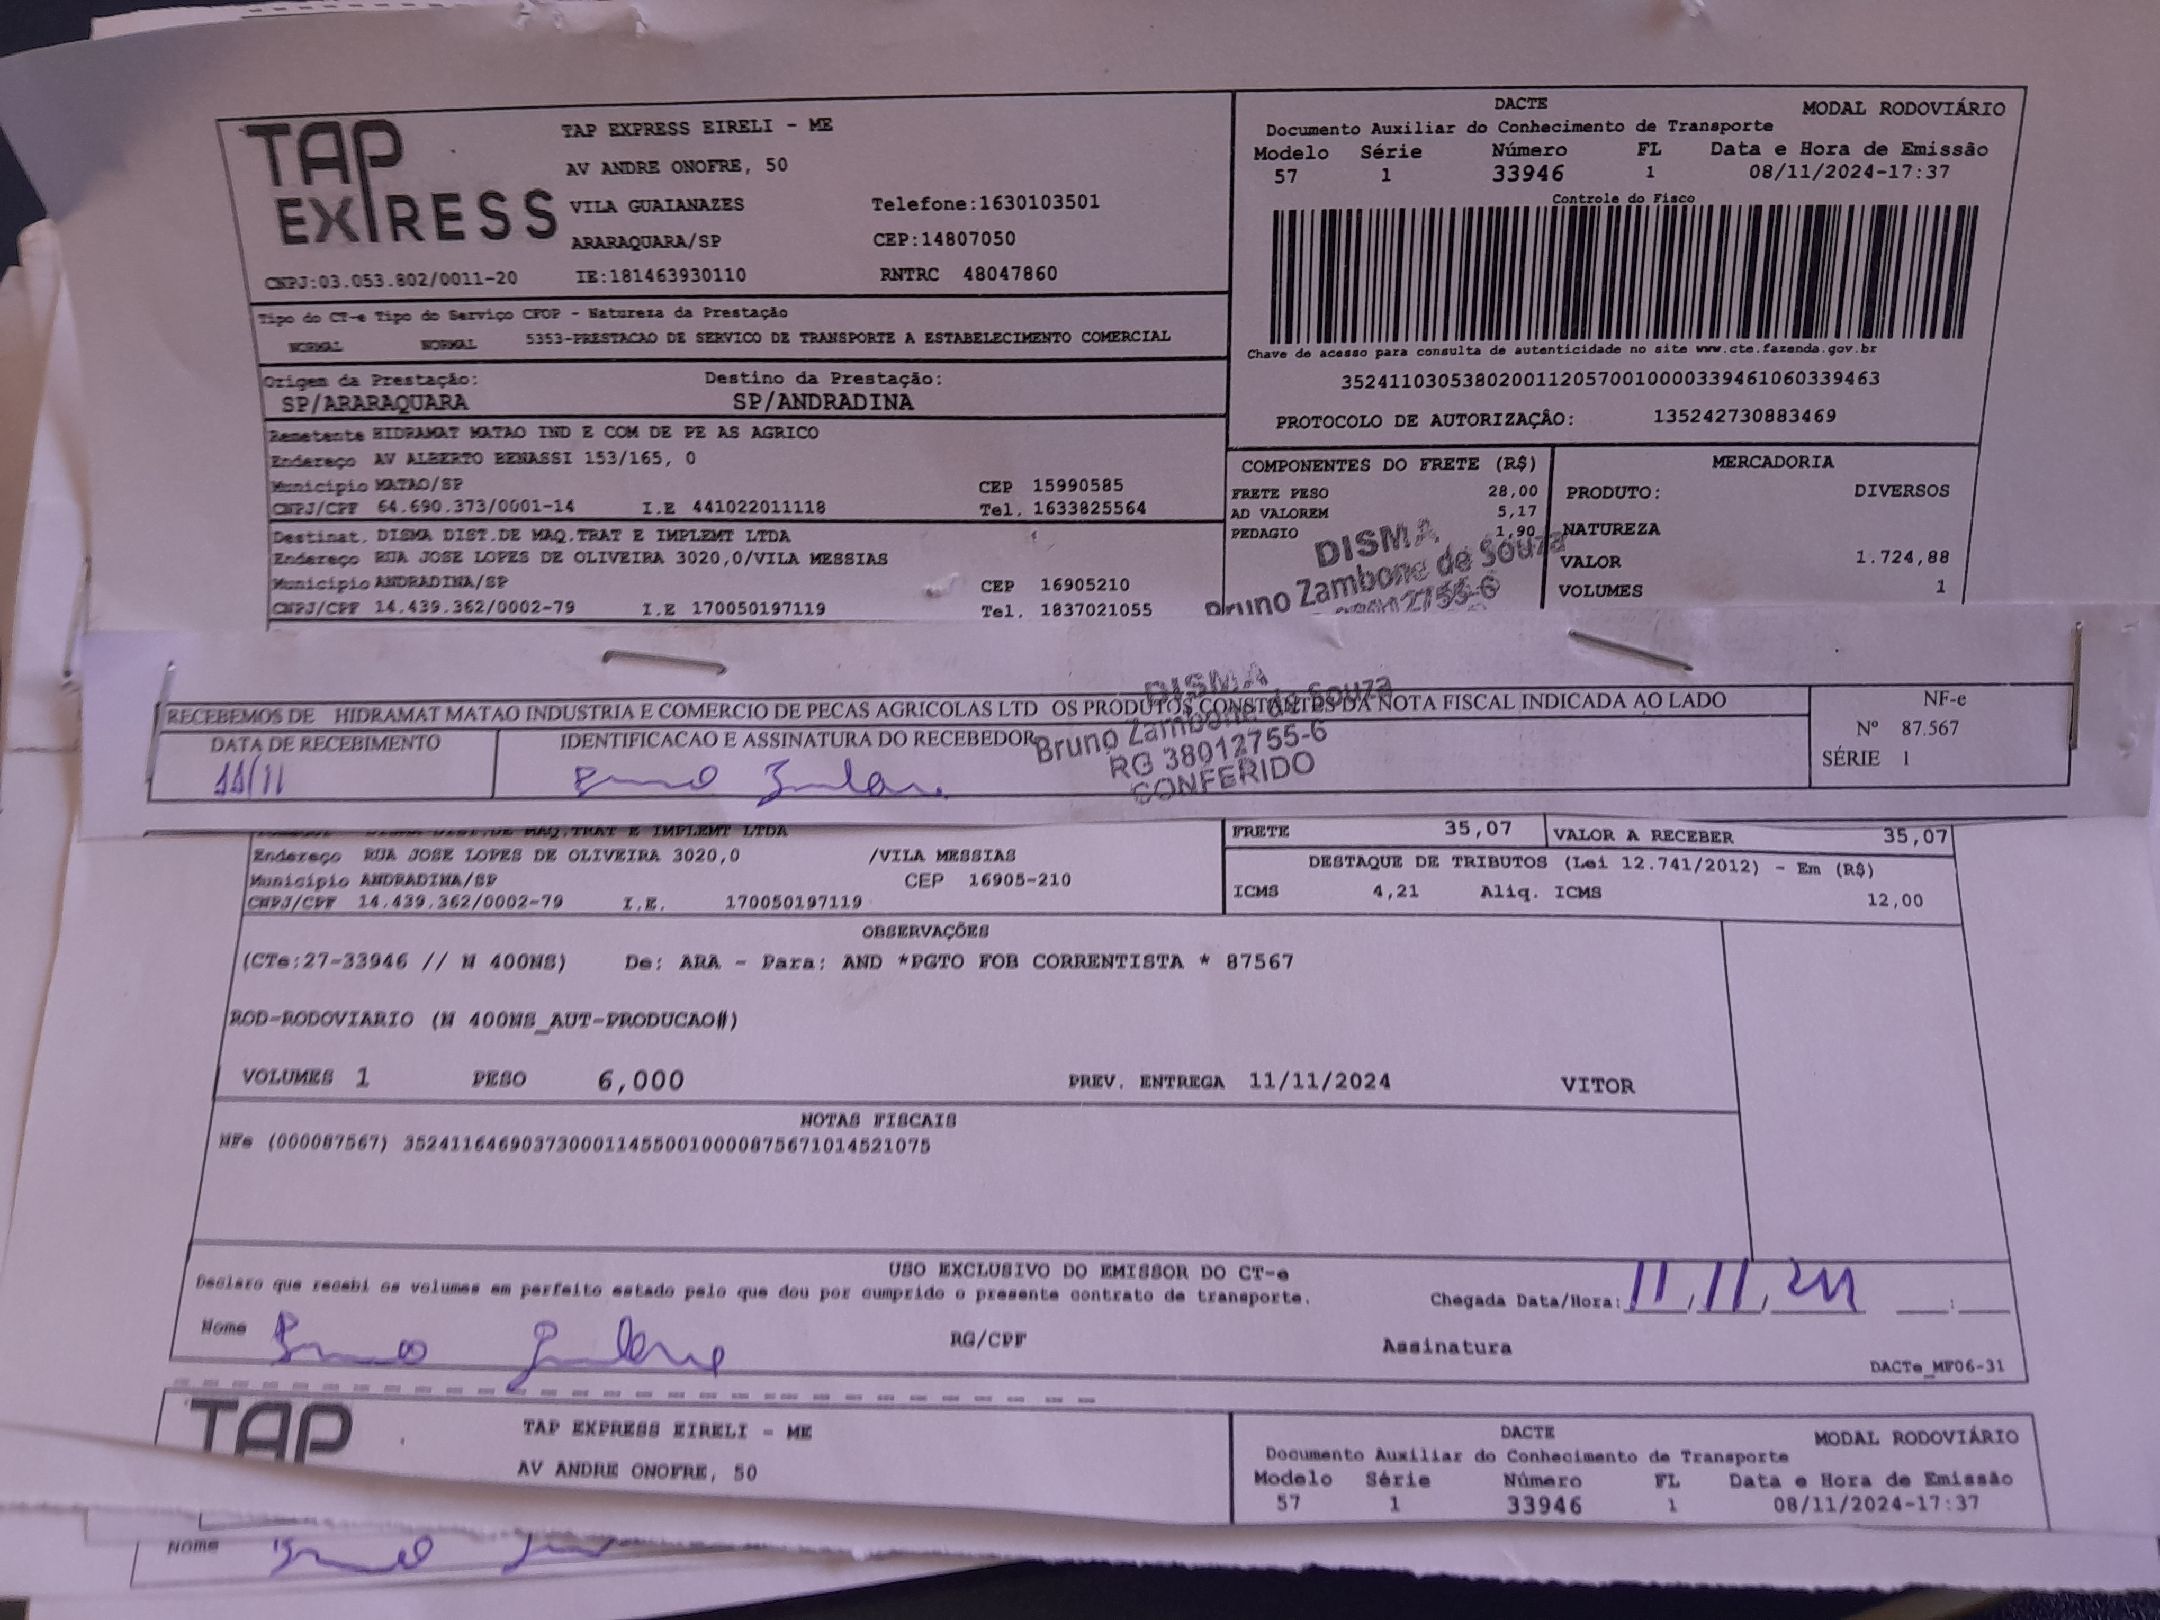 TAP EXPRESS
TAP EXPRESS EIRELI - ME
AV ANDRE ONOFRE, 50
VILA GUAIANAZES Telefone:1630103501
ARARAQUARA/SP CEP:14807050
CNPJ:03.053.802/0011-20 IE:181463930110 RNTRC 48047860
DACTE MODAL RODOVIÁRIO
Documento Auxiliar do Conhecimento de Transporte
Modelo Série Número FL Data e Hora de Emissão
57 1 33946 1 08/11/2024-17:37
Controle do Fisco
Chave de acesso para consulta de autenticidade no site www.cte.fazenda.gov.br
35241103053802001120570010000339461060339463
PROTOCOLO DE AUTORIZAÇÃO: 135242730883469
Tipo do CT-e Tipo do Serviço CFOP - Natureza da Prestação
NORMAL NORMAL 5353-PRESTACAO DE SERVICO DE TRANSPORTE A ESTABELECIMENTO COMERCIAL
Origem da Prestação: Destino da Prestação:
SP/ARARAQUARA SP/ANDRADINA
Remetente HIDRAMAT MATAO IND E COM DE PE AS AGRICO
Endereço AV ALBERTO BENASSI 153/165, 0
Município MATAO/SP CEP 15990585
CNPJ/CPF 64.690.373/0001-14 I.E 441022011118 Tel. 1633825564
Destinat. DISMA DIST.DE MAQ.TRAT E IMPLEMT LTDA
Endereço RUA JOSE LOPES DE OLIVEIRA 3020,0/VILA MESSIAS
Município ANDRADINA/SP CEP 16905210
CNPJ/CPF 14.439.362/0002-79 I.E 170050197119 Tel. 1837021055
COMPONENTES DO FRETE (R$)
FRETE PESO 28,00
AD VALOREM 5,17
PEDAGIO 1,90
MERCADORIA
PRODUTO: DIVERSOS
NATUREZA
VALOR 1.724,88
VOLUMES 1
DISMA
Bruno Zambone de Souza
38012755-6
RECEBEMOS DE HIDRAMAT MATAO INDUSTRIA E COMERCIO DE PECAS AGRICOLAS LTD OS PRODUTOS CONSTANTES DA NOTA FISCAL INDICADA AO LADO
DATA DE RECEBIMENTO IDENTIFICACAO E ASSINATURA DO RECEBEDOR
11/11 Bruno
NF-e
Nº 87.567
SÉRIE 1
DISMA
Bruno Zambone de Souza
RG 38012755-6
CONFERIDO
DISMA DIST.DE MAQ.TRAT E IMPLEMT LTDA
Endereço RUA JOSE LOPES DE OLIVEIRA 3020,0 /VILA MESSIAS
Município ANDRADINA/SP CEP 16905-210
CNPJ/CPF 14.439.362/0002-79 I.E. 170050197119
FRETE 35,07 VALOR A RECEBER 35,07
DESTAQUE DE TRIBUTOS (Lei 12.741/2012) - Em (R$)
ICMS 4,21 Aliq. ICMS 12,00
OBSERVAÇÕES
(CTe:27-33946 // N 400NS) De: ARA - Para: AND *PGTO FOB CORRENTISTA * 87567
ROD-RODOVIARIO (N 400NS_AUT-PRODUCAO#)
VOLUMES 1 PESO 6,000 PREV. ENTREGA 11/11/2024 VITOR
NOTAS FISCAIS
NFe (000087567) 35241164690373000114550010000875671014521075
USO EXCLUSIVO DO EMISSOR DO CT-e
Declaro que recebi os volumes em perfeito estado pelo que dou por cumprido o presente contrato de transporte.
Chegada Data/Hora: 11/11/24 :
Nome Bruno Zambone RG/CPF Assinatura
DACTe_MF06-31
TAP
TAP EXPRESS EIRELI - ME
AV ANDRE ONOFRE, 50
DACTE MODAL RODOVIÁRIO
Documento Auxiliar do Conhecimento de Transporte
Modelo Série Número FL Data e Hora de Emissão
57 1 33946 1 08/11/2024-17:37
Nome